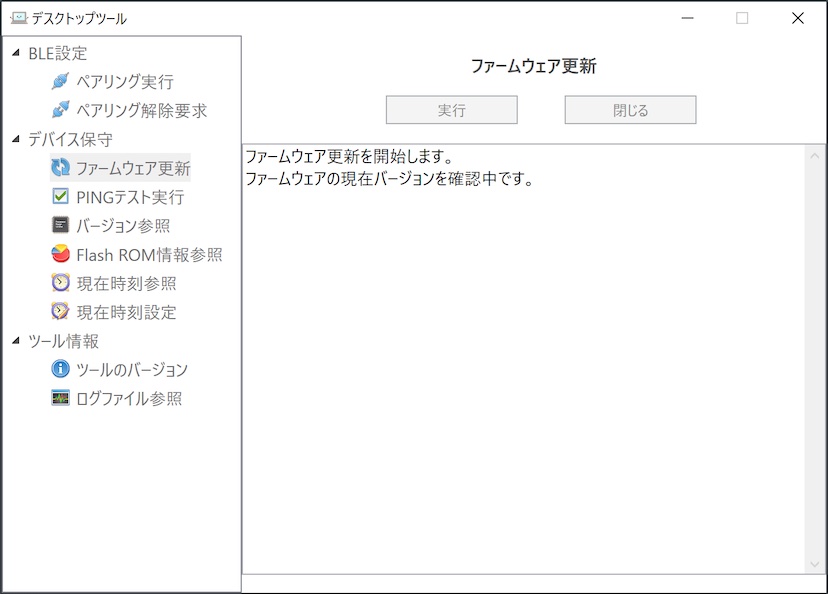 デスクトップツール
BLE設定
ペアリング実行
ペアリング解除要求
デバイス保守
ファームウェア更新
PINGテスト実行
バージョン参照
Flash ROM情報参照
現在時刻参照
現在時刻設定
ツール情報
ツールのバージョン
ログファイル参照
ファームウェア更新
実行 閉じる
ファームウェア更新を開始します。
ファームウェアの現在バージョンを確認中です。